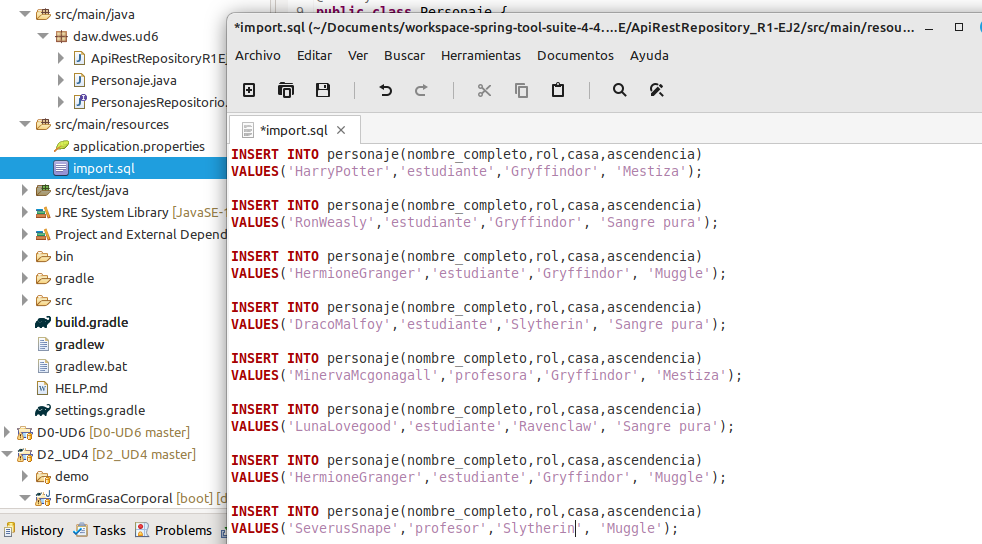 src/main/java
daw.dwes.ud6
ApiRestRepositoryR1E
Personaje.java
PersonajesRepositorio.
src/main/resources
application.properties
import.sql
src/test/java
JRE System Library [JavaSE-1
Project and External Depend
bin
gradle
src
build.gradle
gradlew
gradlew.bat
HELP.md
settings.gradle
D0-UD6 [D0-UD6 master]
D2_UD4 [D2_UD4 master]
demo
FormGrasaCorporal [boot] [d
History Tasks Problems
9 public class Personaje {
*import.sql (~/Documents/workspace-spring-tool-suite-4-4....E/ApiRestRepository_R1-EJ2/src/main/resou...
Archivo Editar Ver Buscar Herramientas Documentos Ayuda
*import.sql
INSERT INTO personaje(nombre_completo,rol,casa,ascendencia)
VALUES('HarryPotter','estudiante','Gryffindor', 'Mestiza');
INSERT INTO personaje(nombre_completo,rol,casa,ascendencia)
VALUES('RonWeasly','estudiante','Gryffindor', 'Sangre pura');
INSERT INTO personaje(nombre_completo,rol,casa,ascendencia)
VALUES('HermioneGranger','estudiante','Gryffindor', 'Muggle');
INSERT INTO personaje(nombre_completo,rol,casa,ascendencia)
VALUES('DracoMalfoy','estudiante','Slytherin', 'Sangre pura');
INSERT INTO personaje(nombre_completo,rol,casa,ascendencia)
VALUES('MinervaMcgonagall','profesora','Gryffindor', 'Mestiza');
INSERT INTO personaje(nombre_completo,rol,casa,ascendencia)
VALUES('LunaLovegood','estudiante','Ravenclaw', 'Sangre pura');
INSERT INTO personaje(nombre_completo,rol,casa,ascendencia)
VALUES('HermioneGranger','estudiante','Gryffindor', 'Muggle');
INSERT INTO personaje(nombre_completo,rol,casa,ascendencia)
VALUES('SeverusSnape','profesor','Slytherin', 'Muggle');